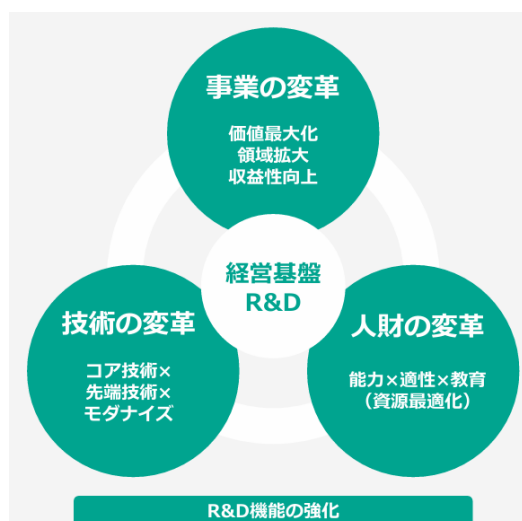 事業の変革
価値最大化
領域拡大
収益性向上
経営基盤
R&D
技術の変革
コア技術×
先端技術×
モダナイズ
人財の変革
能力×適性×教育
（資源最適化）
R&D機能の強化